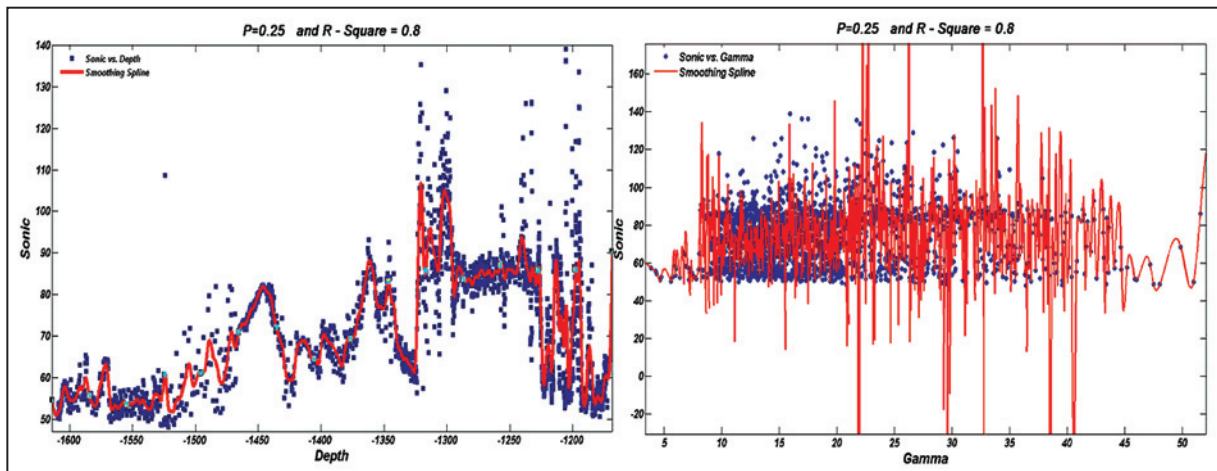 P=0.25 and R - Square = 0.8
140
130
120
110
100
90
80
70
60
50
Sonic
Sonic vs. Depth
Smoothing Spline
-1600 -1550 -1500 -1450 -1400 -1350 -1300 -1250 -1200
Depth
P=0.25 and R - Square = 0.8
160
140
120
100
80
60
40
20
0
-20
Sonic
Sonic vs. Gamma
Smoothing Spline
5 10 15 20 25 30 35 40 45 50
Gamma